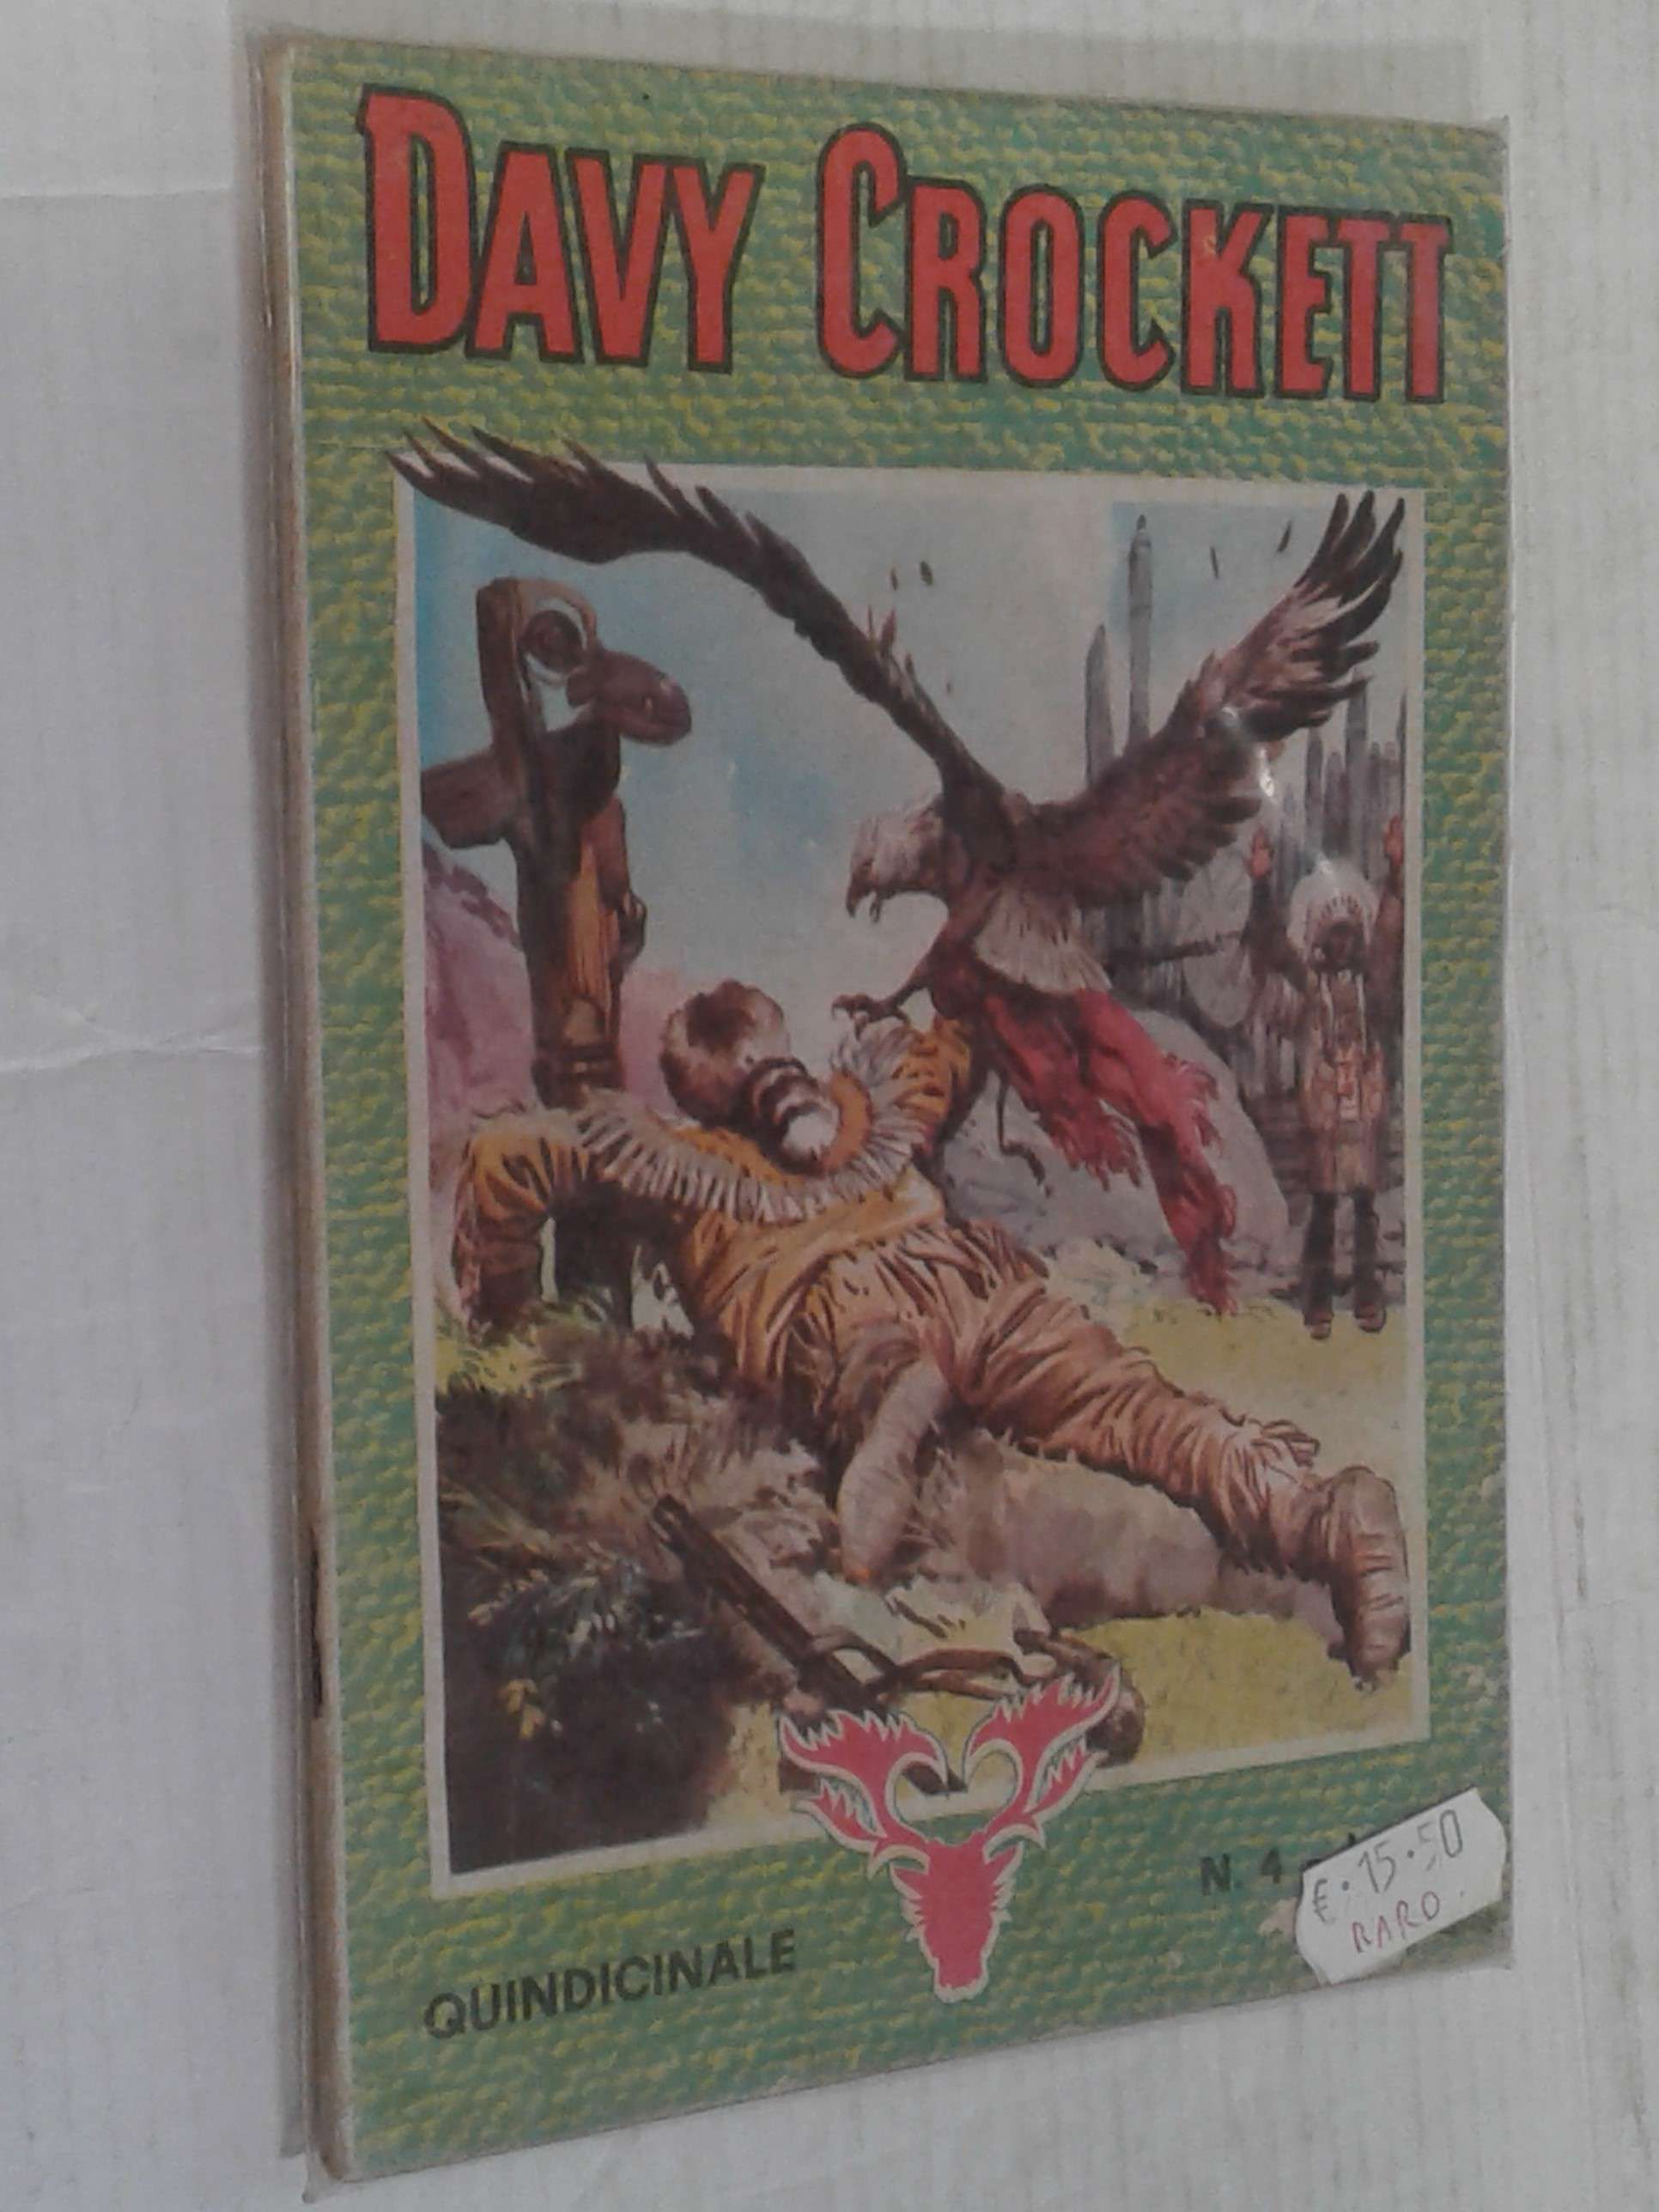 DAVY CROCKETT
QUINDICINALE
N. 4
€. 15.50
RARO